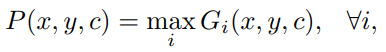 P(x, y, c) = max_i G_i(x, y, c),   ∀i,